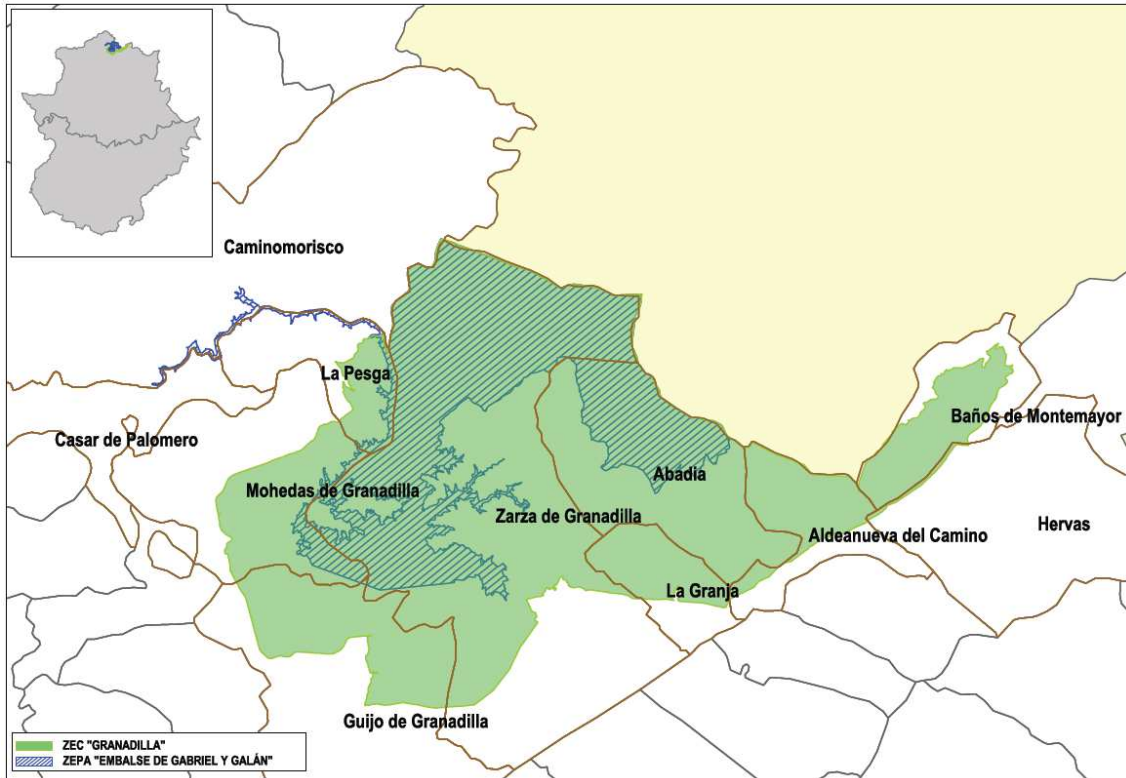 Caminomorisco
La Pesga
Baños de Montemayor
Casar de Palomero
Abadía
Mohedas de Granadilla
Zarza de Granadilla
Hervas
Aldeanueva del Camino
La Granja
Guijo de Granadilla
ZEC "GRANADILLA"
ZEPA "EMBALSE DE GABRIEL Y GALÁN"